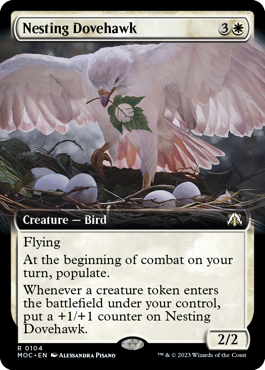 Nesting Dovehawk 3
Creature — Bird
Flying
At the beginning of combat on your
turn, populate.
Whenever a creature token enters
the battlefield under your control,
put a +1/+1 counter on Nesting
Dovehawk.
2/2
R 0104
MOC • EN Alessandra Pisano
™ & © 2023 Wizards of the Coast